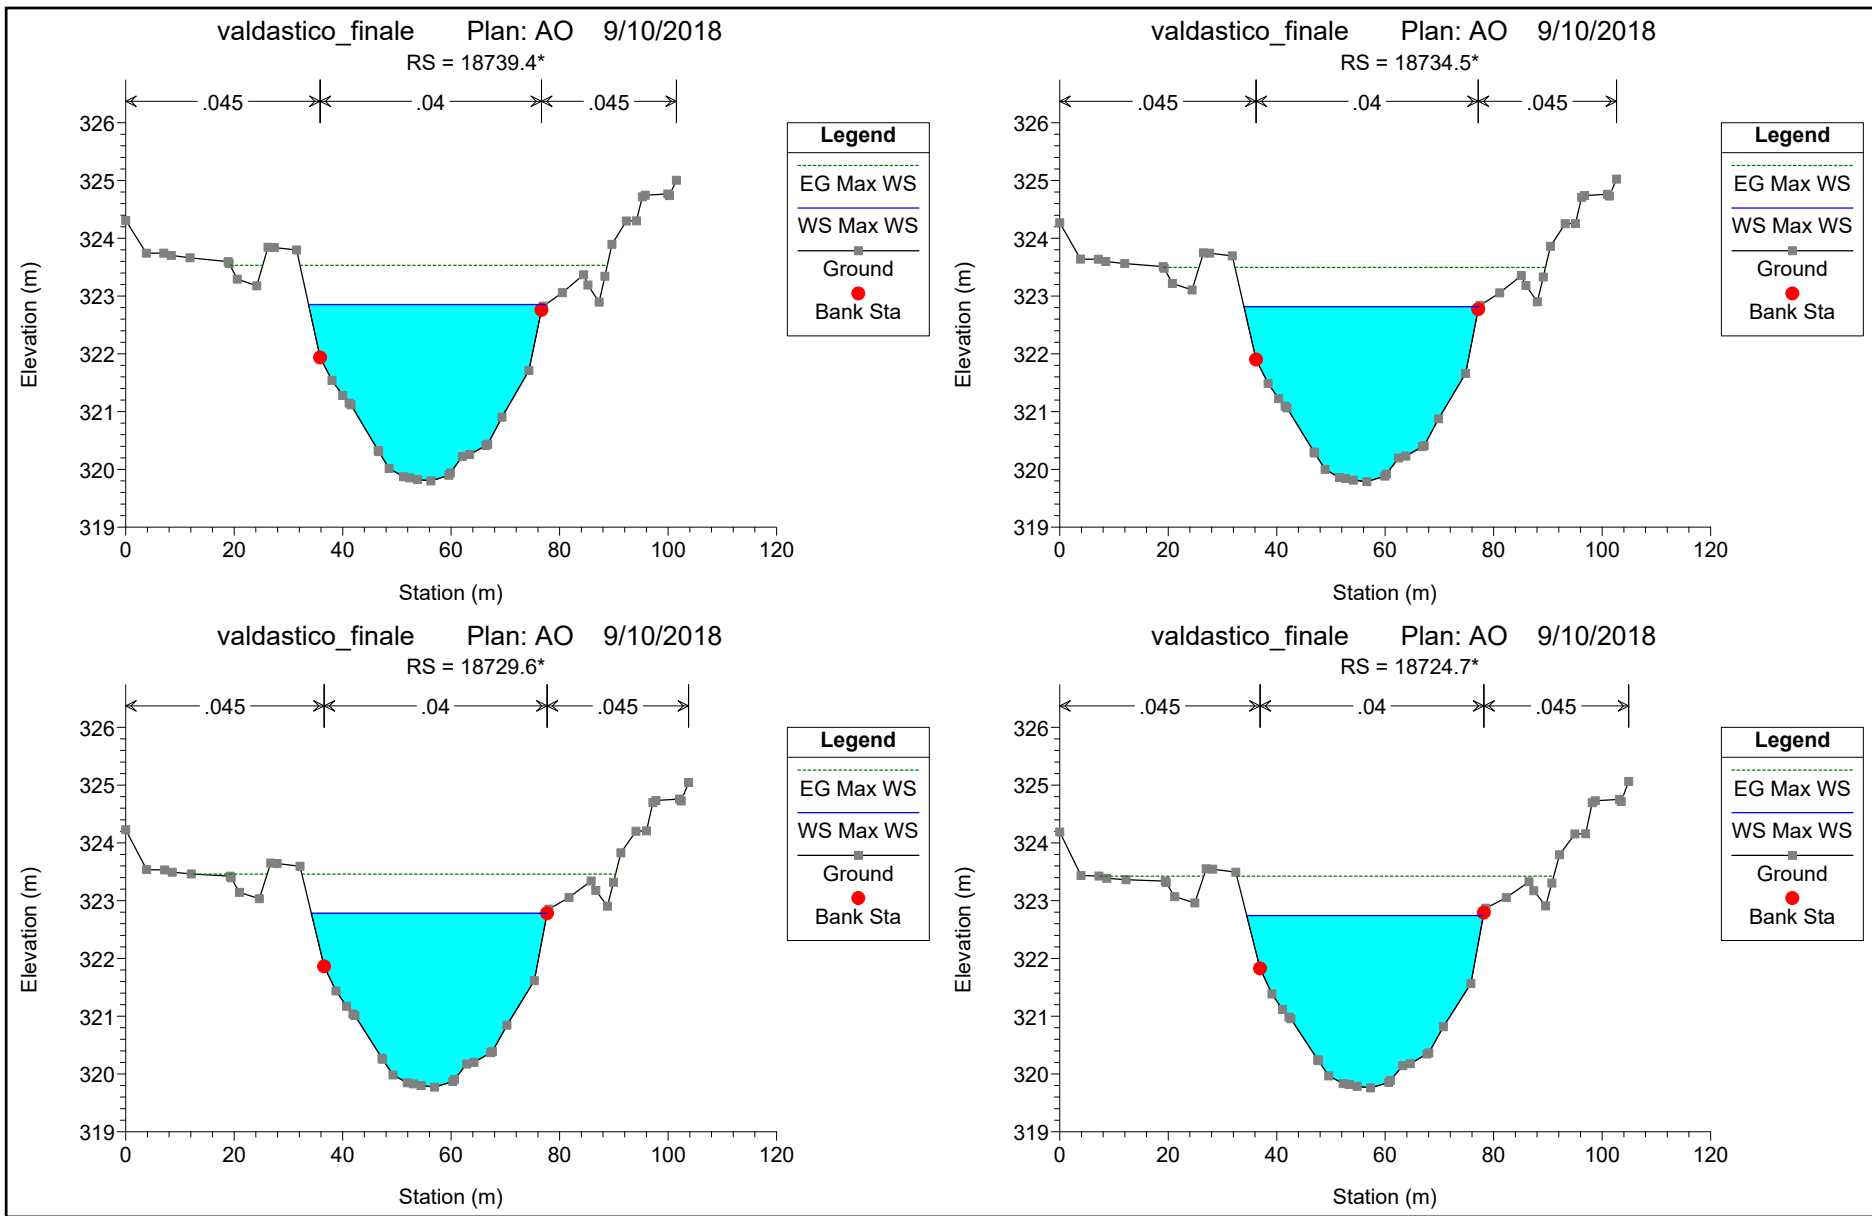 valdastico_finale Plan: AO 9/10/2018
RS = 18739.4*
.045 .04 .045
326
325
324
323
322
321
320
319
0 20 40 60 80 100 120
Elevation (m)
Station (m)
Legend
EG Max WS
WS Max WS
Ground
Bank Sta
valdastico_finale Plan: AO 9/10/2018
RS = 18734.5*
.045 .04 .045
326
325
324
323
322
321
320
319
0 20 40 60 80 100 120
Elevation (m)
Station (m)
Legend
EG Max WS
WS Max WS
Ground
Bank Sta
valdastico_finale Plan: AO 9/10/2018
RS = 18729.6*
.045 .04 .045
326
325
324
323
322
321
320
319
0 20 40 60 80 100 120
Elevation (m)
Station (m)
Legend
EG Max WS
WS Max WS
Ground
Bank Sta
valdastico_finale Plan: AO 9/10/2018
RS = 18724.7*
.045 .04 .045
326
325
324
323
322
321
320
319
0 20 40 60 80 100 120
Elevation (m)
Station (m)
Legend
EG Max WS
WS Max WS
Ground
Bank Sta